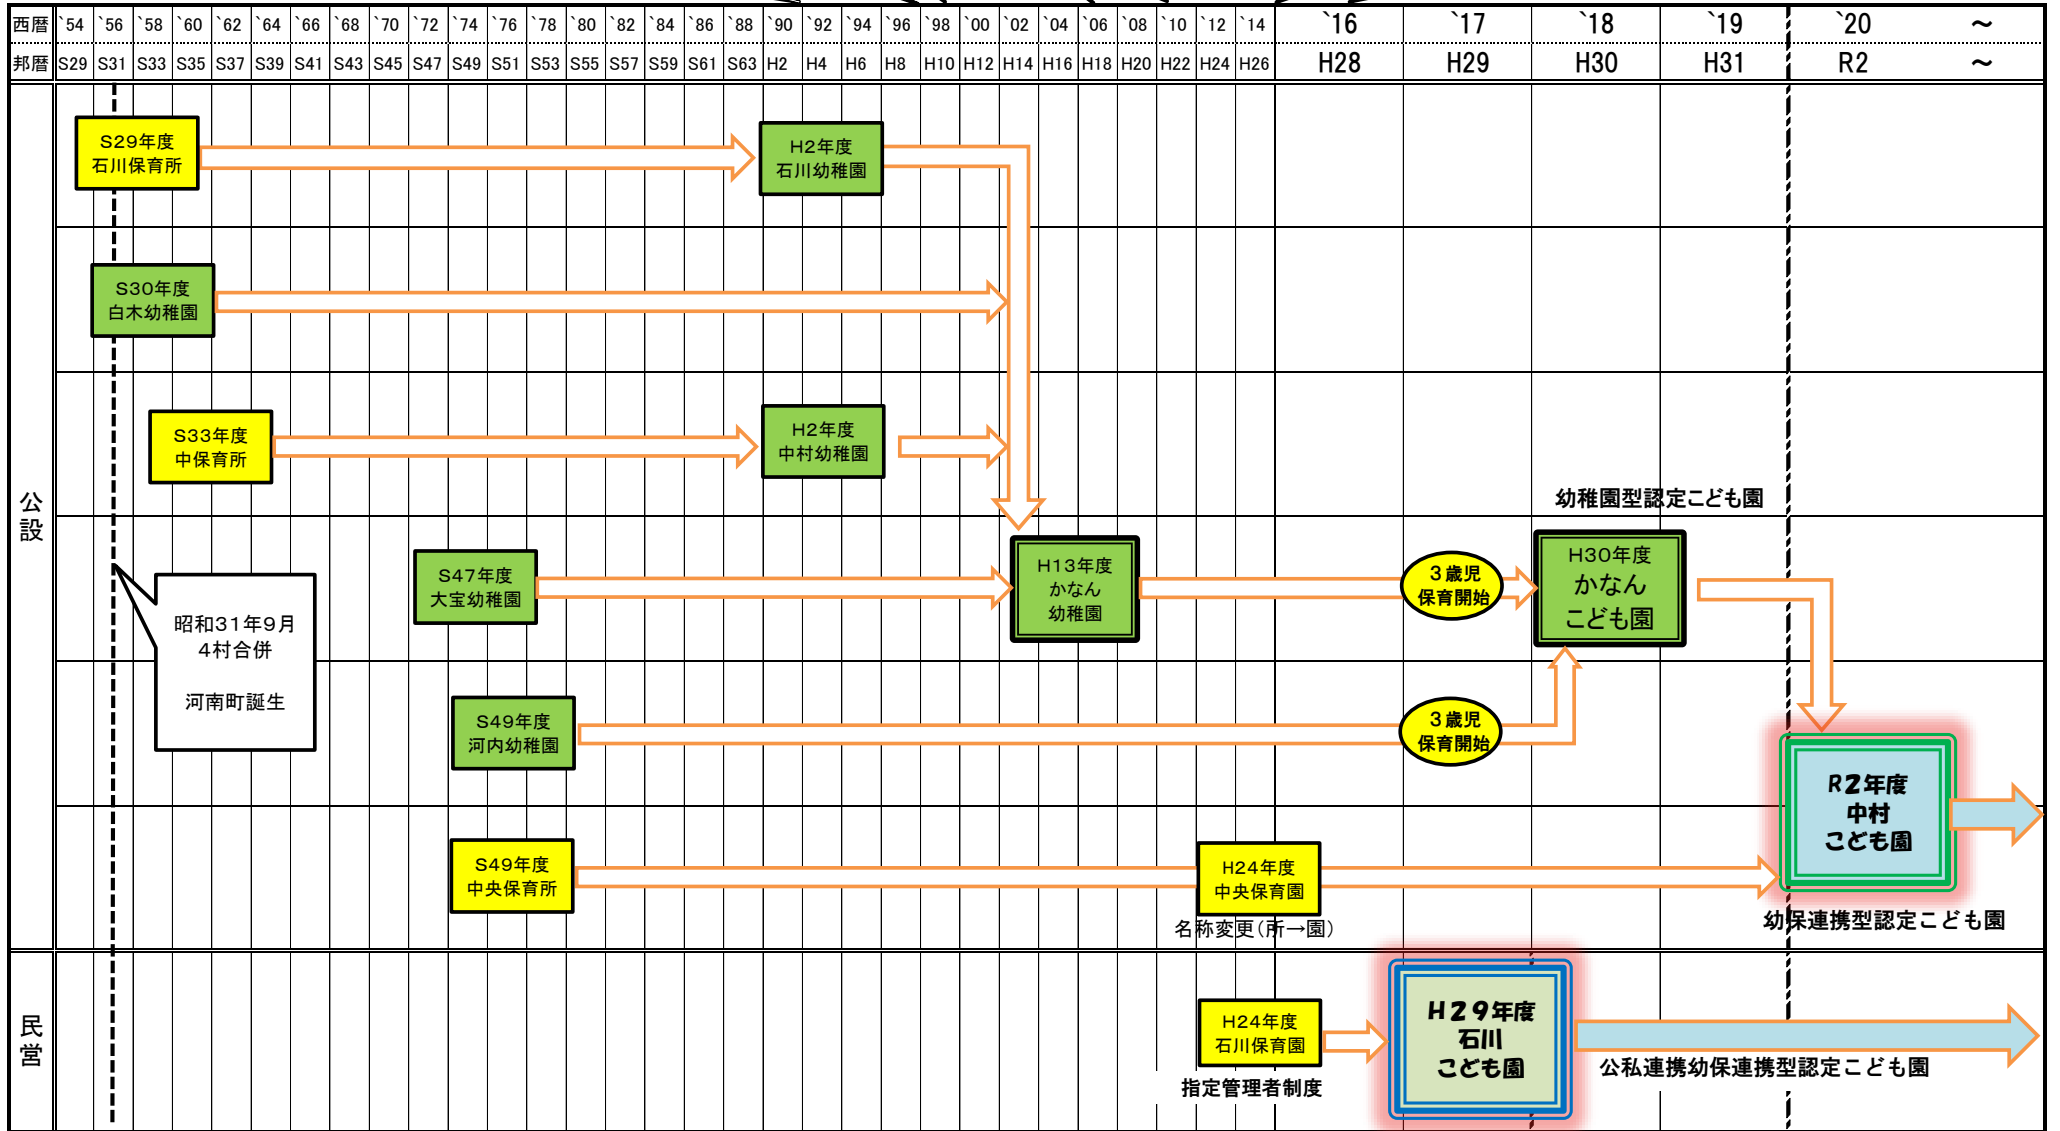 西暦 `54 `56 `58 `60 `62 `64 `66 `68 `70 `72 `74 `76 `78 `80 `82 `84 `86 `88 `90 `92 `94 `96 `98 `00 `02 `04 `06 `08 `10 `12 `14 `16 `17 `18 `19 `20 ～
邦暦 S29 S31 S33 S35 S37 S39 S41 S43 S45 S47 S49 S51 S53 S55 S57 S59 S61 S63 H2 H4 H6 H8 H10 H12 H14 H16 H18 H20 H22 H24 H26 H28 H29 H30 H31 R2 ～
公設
S29年度
石川保育所
H2年度
石川幼稚園
S30年度
白木幼稚園
S33年度
中保育所
H2年度
中村幼稚園
幼稚園型認定こども園
S47年度
大宝幼稚園
H13年度
かなん
幼稚園
3歳児
保育開始
H30年度
かなん
こども園
昭和31年9月
4村合併
河南町誕生
S49年度
河内幼稚園
3歳児
保育開始
R2年度
中村
こども園
S49年度
中央保育所
H24年度
中央保育園
名称変更(所→園)
幼保連携型認定こども園
民営
H24年度
石川保育園
指定管理者制度
H29年度
石川
こども園
公私連携幼保連携型認定こども園